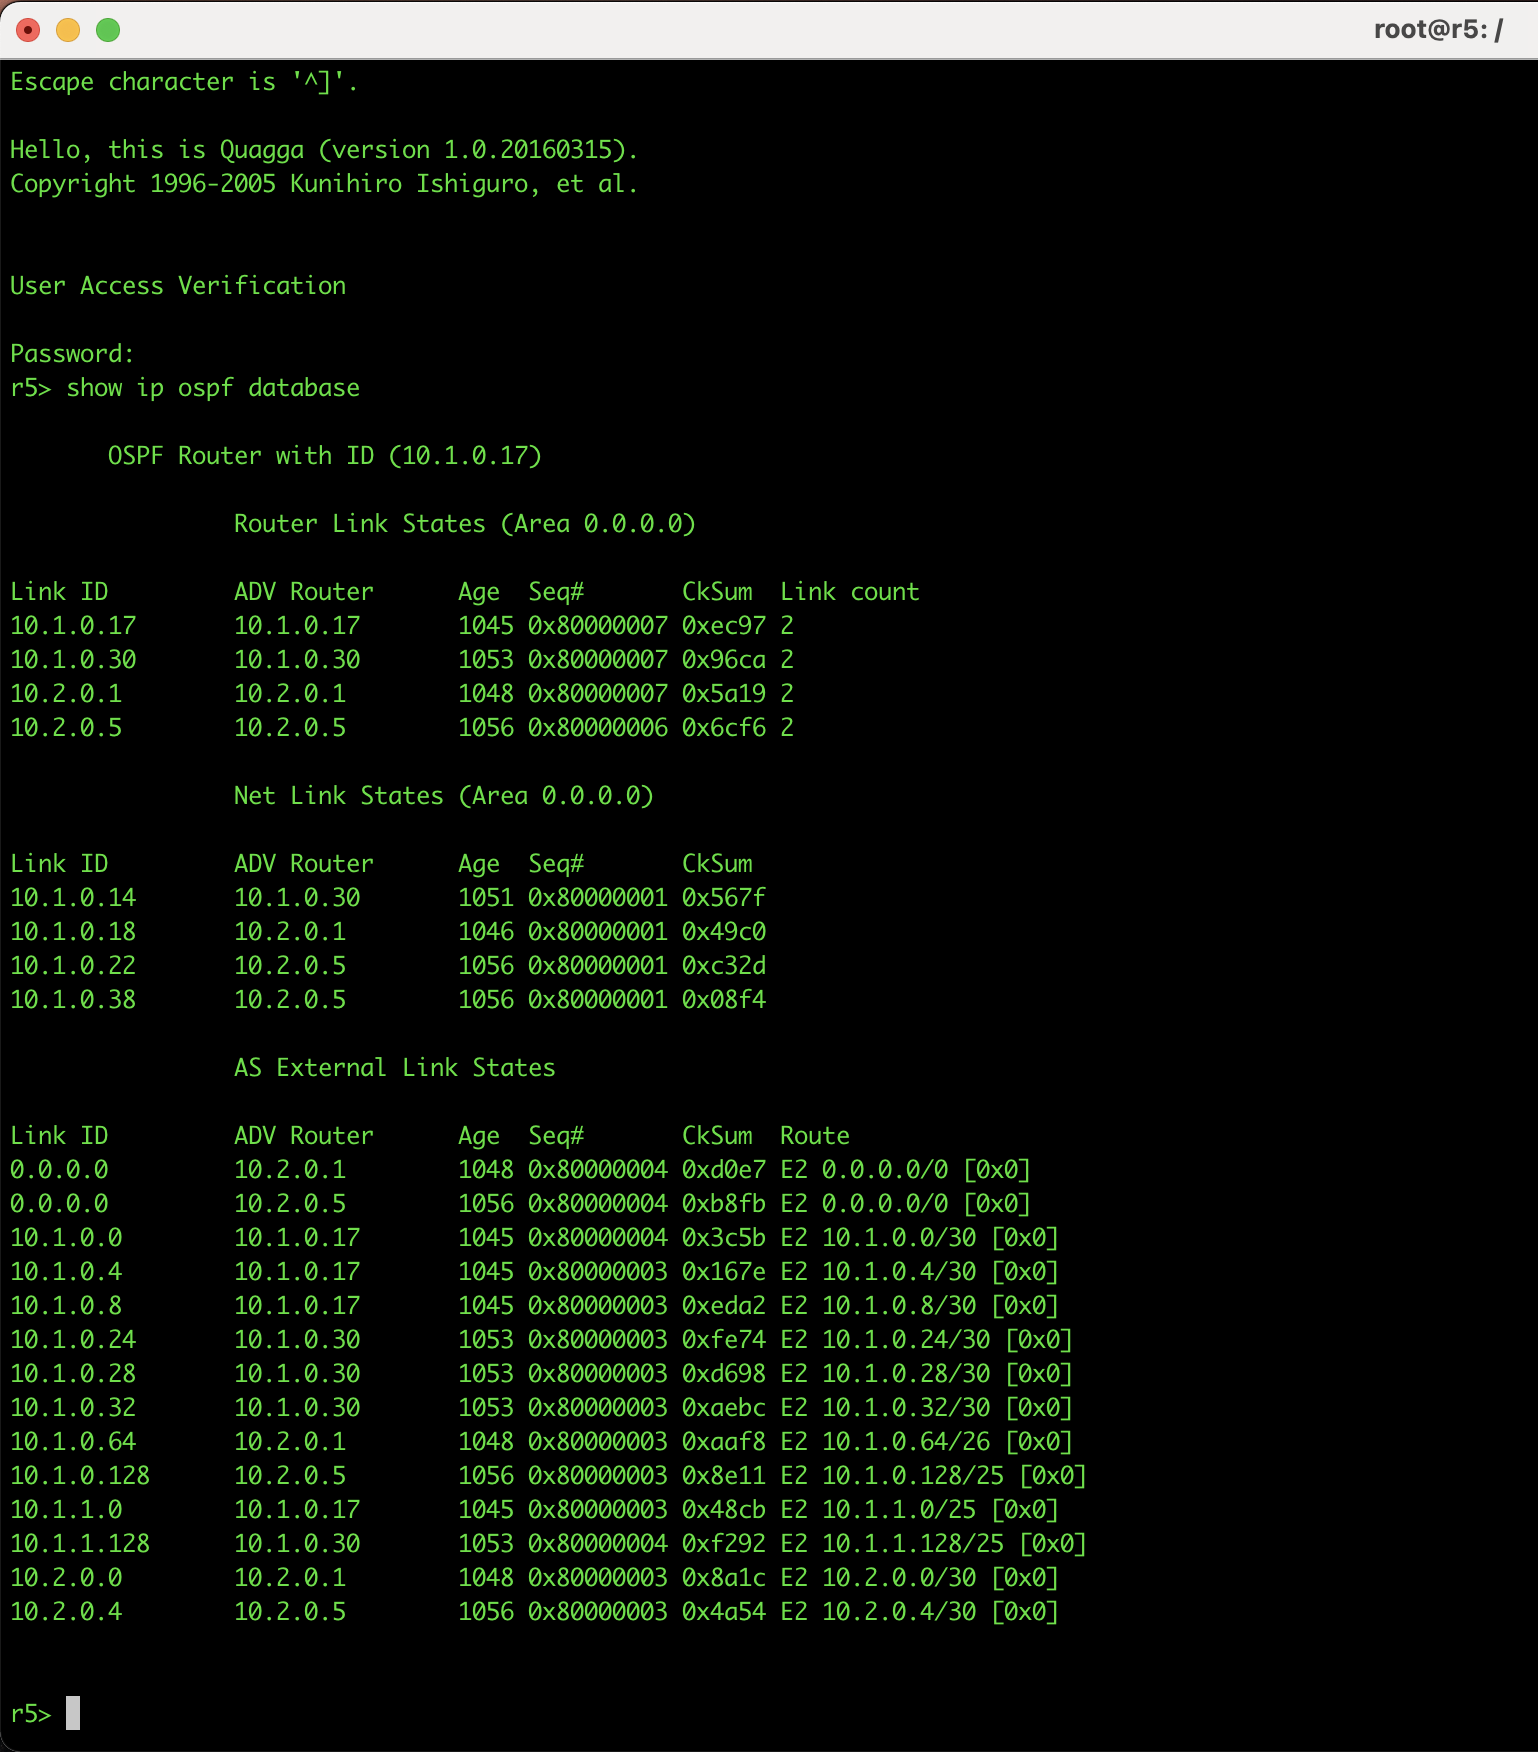 root@r5: /
Escape character is '^]'.
Hello, this is Quagga (version 1.0.20160315).
Copyright 1996-2005 Kunihiro Ishiguro, et al.
User Access Verification
Password:
r5> show ip ospf database
OSPF Router with ID (10.1.0.17)
Router Link States (Area 0.0.0.0)
Link ID ADV Router Age Seq# CkSum Link count
10.1.0.17 10.1.0.17 1045 0x80000007 0xec97 2
10.1.0.30 10.1.0.30 1053 0x80000007 0x96ca 2
10.2.0.1 10.2.0.1 1048 0x80000007 0x5a19 2
10.2.0.5 10.2.0.5 1056 0x80000006 0x6cf6 2
Net Link States (Area 0.0.0.0)
Link ID ADV Router Age Seq# CkSum
10.1.0.14 10.1.0.30 1051 0x80000001 0x567f
10.1.0.18 10.2.0.1 1046 0x80000001 0x49c0
10.1.0.22 10.2.0.5 1056 0x80000001 0xc32d
10.1.0.38 10.2.0.5 1056 0x80000001 0x08f4
AS External Link States
Link ID ADV Router Age Seq# CkSum Route
0.0.0.0 10.2.0.1 1048 0x80000004 0xd0e7 E2 0.0.0.0/0 [0x0]
0.0.0.0 10.2.0.5 1056 0x80000004 0xb8fb E2 0.0.0.0/0 [0x0]
10.1.0.0 10.1.0.17 1045 0x80000004 0x3c5b E2 10.1.0.0/30 [0x0]
10.1.0.4 10.1.0.17 1045 0x80000003 0x167e E2 10.1.0.4/30 [0x0]
10.1.0.8 10.1.0.17 1045 0x80000003 0xeda2 E2 10.1.0.8/30 [0x0]
10.1.0.24 10.1.0.30 1053 0x80000003 0xfe74 E2 10.1.0.24/30 [0x0]
10.1.0.28 10.1.0.30 1053 0x80000003 0xd698 E2 10.1.0.28/30 [0x0]
10.1.0.32 10.1.0.30 1053 0x80000003 0xaebc E2 10.1.0.32/30 [0x0]
10.1.0.64 10.2.0.1 1048 0x80000003 0xaaf8 E2 10.1.0.64/26 [0x0]
10.1.0.128 10.2.0.5 1056 0x80000003 0x8e11 E2 10.1.0.128/25 [0x0]
10.1.1.0 10.1.0.17 1045 0x80000003 0x48cb E2 10.1.1.0/25 [0x0]
10.1.1.128 10.1.0.30 1053 0x80000004 0xf292 E2 10.1.1.128/25 [0x0]
10.2.0.0 10.2.0.1 1048 0x80000003 0x8a1c E2 10.2.0.0/30 [0x0]
10.2.0.4 10.2.0.5 1056 0x80000003 0x4a54 E2 10.2.0.4/30 [0x0]
r5>